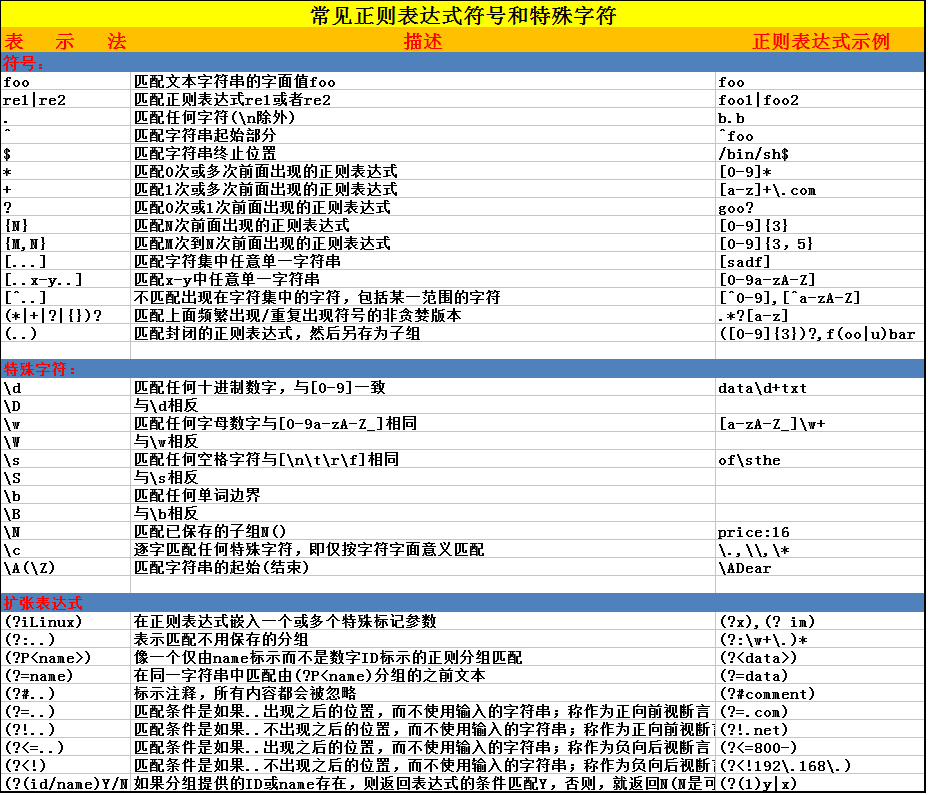 常见正则表达式符号和特殊字符
表 示 法 描述 正则表达式示例
符号:
foo 匹配文本字符串的字面值foo foo
re1|re2 匹配正则表达式re1或者re2 foo1|foo2
. 匹配任何字符(\n除外) b.b
^ 匹配字符串起始部分 ^foo
$ 匹配字符串终止位置 /bin/sh$
* 匹配0次或多次前面出现的正则表达式 [0-9]*
+ 匹配1次或多次前面出现的正则表达式 [a-z]+\.com
? 匹配0次或1次前面出现的正则表达式 goo?
{N} 匹配N次前面出现的正则表达式 [0-9]{3}
{M,N} 匹配M次到N次前面出现的正则表达式 [0-9]{3，5}
[...] 匹配字符集中任意单一字符串 [sadf]
[..x-y..] 匹配x-y中任意单一字符串 [0-9a-zA-Z]
[^..] 不匹配出现在字符集中的字符，包括某一范围的字符 [^0-9],[^a-zA-Z]
(*|+|?|{})? 匹配上面频繁出现/重复出现符号的非贪婪版本 .*?[a-z]
(..) 匹配封闭的正则表达式，然后另存为子组 ([0-9]{3})?,f(oo|u)bar
特殊字符:
\d 匹配任何十进制数字，与[0-9]一致 data\d+txt
\D 与\d相反
\w 匹配任何字母数字与[0-9a-zA-Z_]相同 [a-zA-Z_]\w+
\W 与\w相反
\s 匹配任何空格字符与[\n\t\r\f]相同 of\sthe
\S 与\s相反
\b 匹配任何单词边界
\B 与\b相反
\N 匹配已保存的子组N() price:16
\c 逐字匹配任何特殊字符，即仅按字符字面意义匹配 \.,\\,\*
\A(\Z) 匹配字符串的起始(结束) \ADear
扩张表达式
(?iLinux) 在正则表达式嵌入一个或多个特殊标记参数 (?x),(? im)
(?:..) 表示匹配不用保存的分组 (?:\w+\.)*
(?P<name>) 像一个仅由name标示而不是数字ID标示的正则分组匹配 (?<data>)
(?=name) 在同一字符串中匹配由(?P<name)分组的之前文本 (?=data)
(?#..) 标示注释，所有内容都会被忽略 (?#comment)
(?=..) 匹配条件是如果..出现之后的位置，而不使用输入的字符串；称作为正向前视断言 (?=.com)
(?!..) 匹配条件是如果..不出现之后的位置，而不使用输入的字符串；称作为正向前视断 (?!.net)
(?<=..) 匹配条件是如果..出现之后的位置，而不使用输入的字符串；称作为负向后视断言 (?<=800-)
(?<!) 匹配条件是如果..不出现之后的位置，而不使用输入的字符串；称作为负向后视断 (?<!192\.168\.)
(?(id/name)Y/N 如果分组提供的ID或name存在，则返回表达式的条件匹配Y，否则，就返回N(N是可 (?(1)y|x)